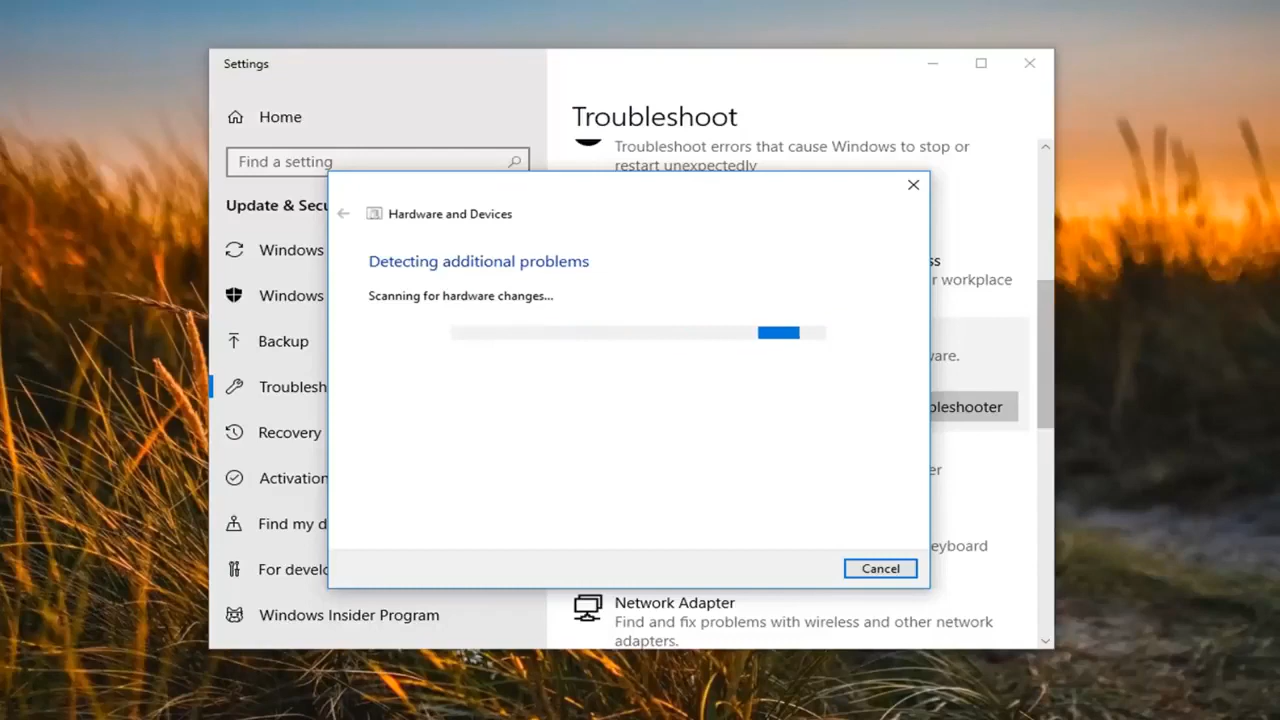 Settings
Home
Find a setting
Update & Secu
Windows
Windows
Backup
Troublesh
Recovery
Activation
Find my d
For develo
Windows Insider Program
Troubleshoot
Troubleshoot errors that cause Windows to stop or
restart unexpectedly
ss
r workplace
ware.
bleshooter
er
eyboard
Network Adapter
Find and fix problems with wireless and other network
adapters.
Hardware and Devices
Detecting additional problems
Scanning for hardware changes...
Cancel